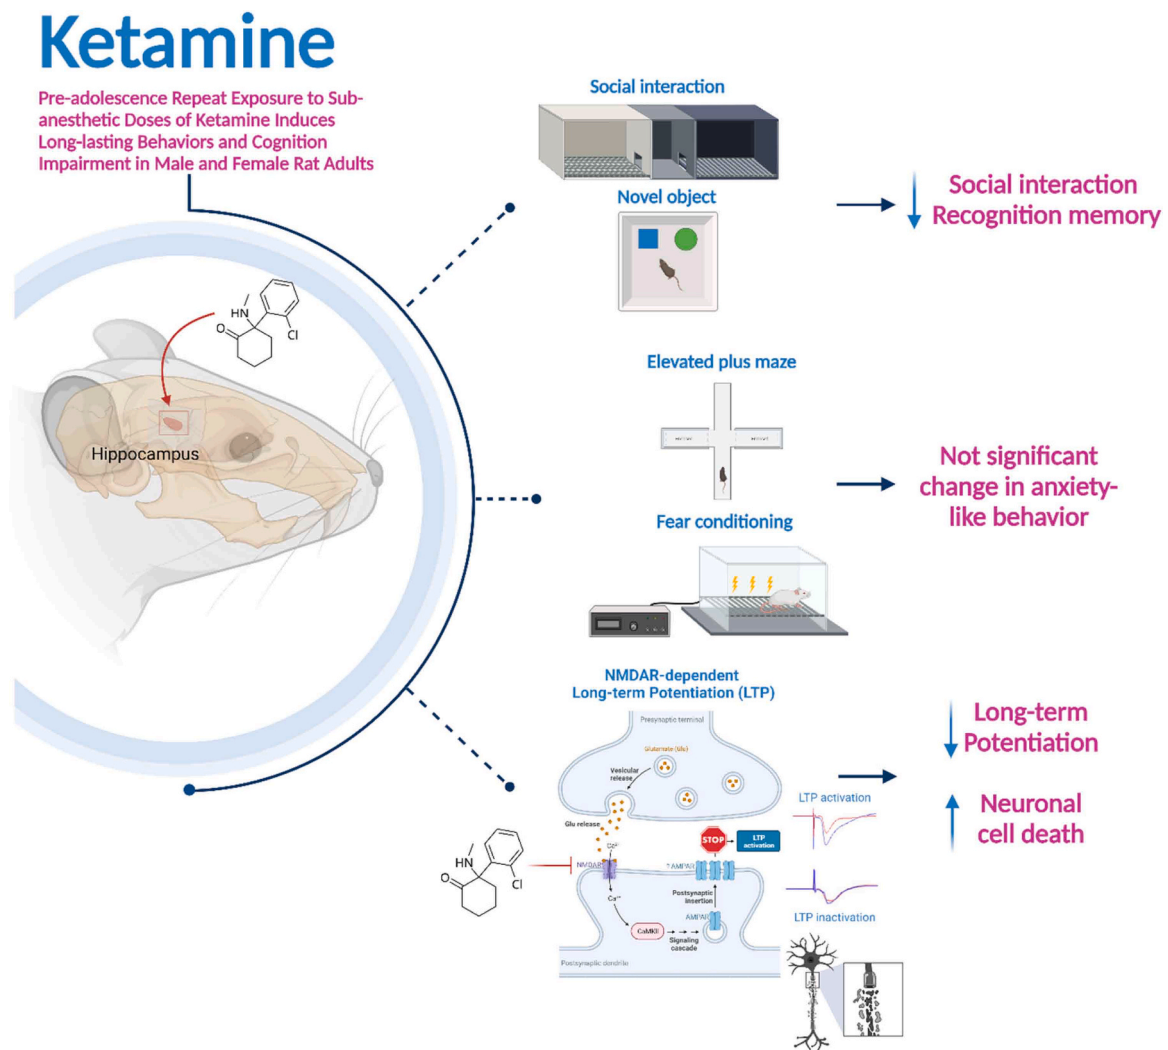 Ketamine
Pre-adolescence Repeat Exposure to Sub-
anesthetic Doses of Ketamine Induces
Long-lasting Behaviors and Cognition
Impairment in Male and Female Rat Adults
HN
O
Cl
Hippocampus
Social interaction
Novel object
Social interaction
Recognition memory
Elevated plus maze
Fear conditioning
Not significant
change in anxiety-
like behavior
NMDAR-dependent
Long-term Potentiation (LTP)
Presynaptic terminal
Glutamate (Glu)
Vesicular
release
Glu release
Ca²⁺
NMDAR
Ca²⁺
CaMKII
Signaling
cascade
AMPAR
Postsynaptic
insertion
↑AMPAR
STOP
LTP
activation
Postsynaptic dendrite
HN
O
Cl
LTP activation
LTP inactivation
Long-term
Potentiation
Neuronal
cell death